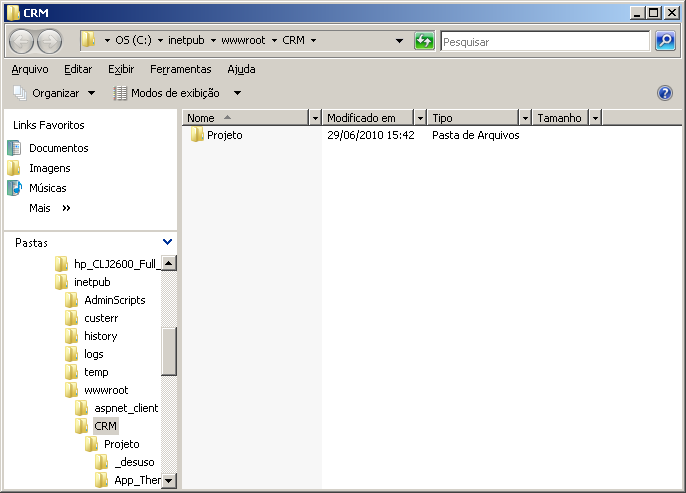 CRM
OS (C:) inetpub wwwroot CRM
Pesquisar
Arquivo Editar Exibir Ferramentas Ajuda
Organizar Modos de exibição
Links Favoritos
Documentos
Imagens
Músicas
Mais »
Pastas
hp_CLJ2600_Full_
inetpub
AdminScripts
custerr
history
logs
temp
wwwroot
aspnet_client
CRM
Projeto
_desuso
App_Ther
Nome Modificado em Tipo Tamanho
Projeto 29/06/2010 15:42 Pasta de Arquivos